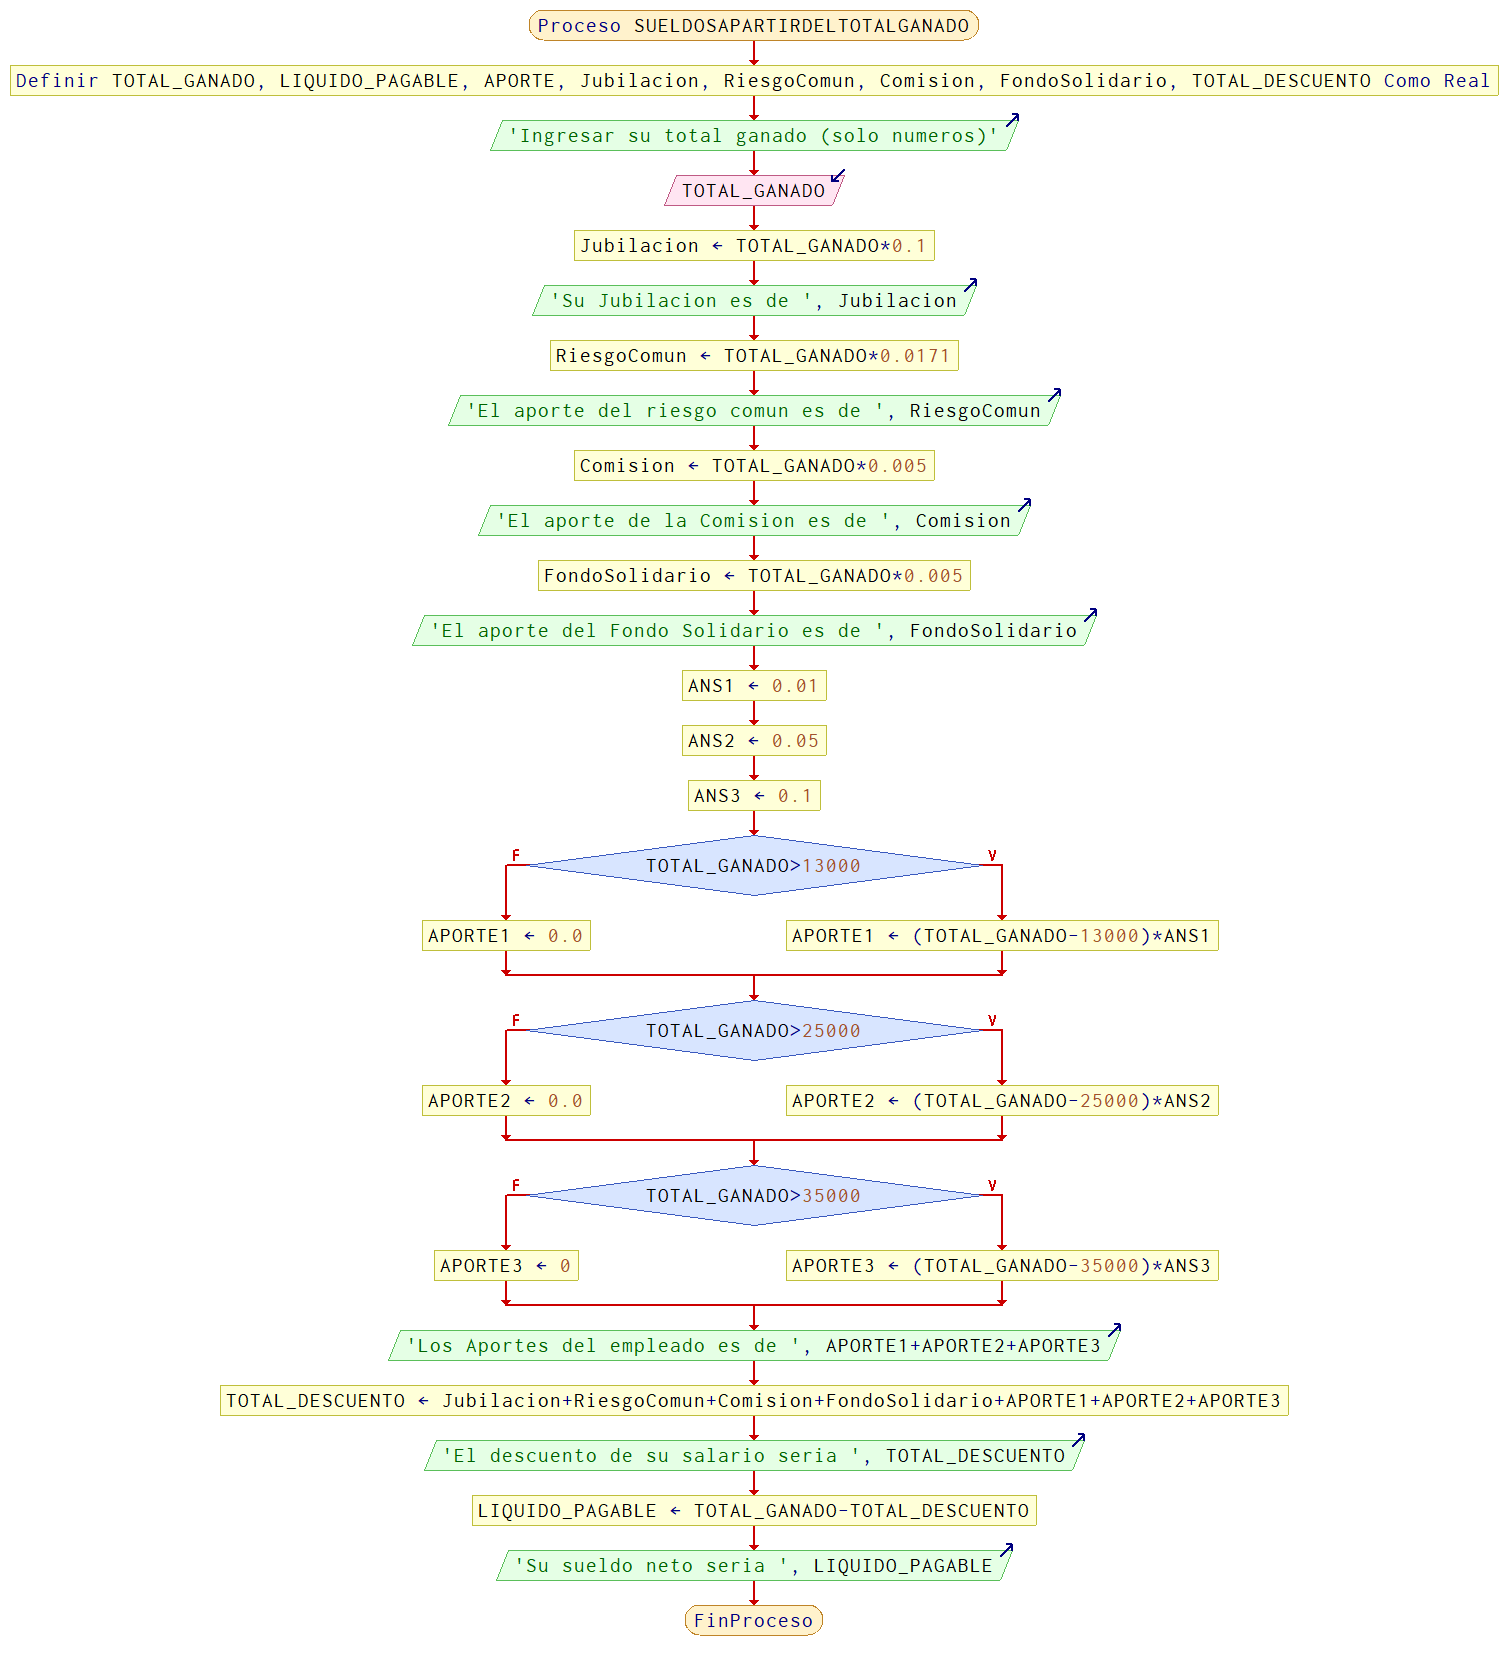 Proceso SUELDOSAPARTIRDELTOTALGANADO
Definir TOTAL_GANADO, LIQUIDO_PAGABLE, APORTE, Jubilacion, RiesgoComun, Comision, FondoSolidario, TOTAL_DESCUENTO Como Real
'Ingresar su total ganado (solo numeros)'
TOTAL_GANADO
Jubilacion ← TOTAL_GANADO*0.1
'Su Jubilacion es de ', Jubilacion
RiesgoComun ← TOTAL_GANADO*0.0171
'El aporte del riesgo comun es de ', RiesgoComun
Comision ← TOTAL_GANADO*0.005
'El aporte de la Comision es de ', Comision
FondoSolidario ← TOTAL_GANADO*0.005
'El aporte del Fondo Solidario es de ', FondoSolidario
ANS1 ← 0.01
ANS2 ← 0.05
ANS3 ← 0.1
F
TOTAL_GANADO>13000
V
APORTE1 ← 0.0
APORTE1 ← (TOTAL_GANADO-13000)*ANS1
F
TOTAL_GANADO>25000
V
APORTE2 ← 0.0
APORTE2 ← (TOTAL_GANADO-25000)*ANS2
F
TOTAL_GANADO>35000
V
APORTE3 ← 0
APORTE3 ← (TOTAL_GANADO-35000)*ANS3
'Los Aportes del empleado es de ', APORTE1+APORTE2+APORTE3
TOTAL_DESCUENTO ← Jubilacion+RiesgoComun+Comision+FondoSolidario+APORTE1+APORTE2+APORTE3
'El descuento de su salario seria ', TOTAL_DESCUENTO
LIQUIDO_PAGABLE ← TOTAL_GANADO-TOTAL_DESCUENTO
'Su sueldo neto seria ', LIQUIDO_PAGABLE
FinProceso